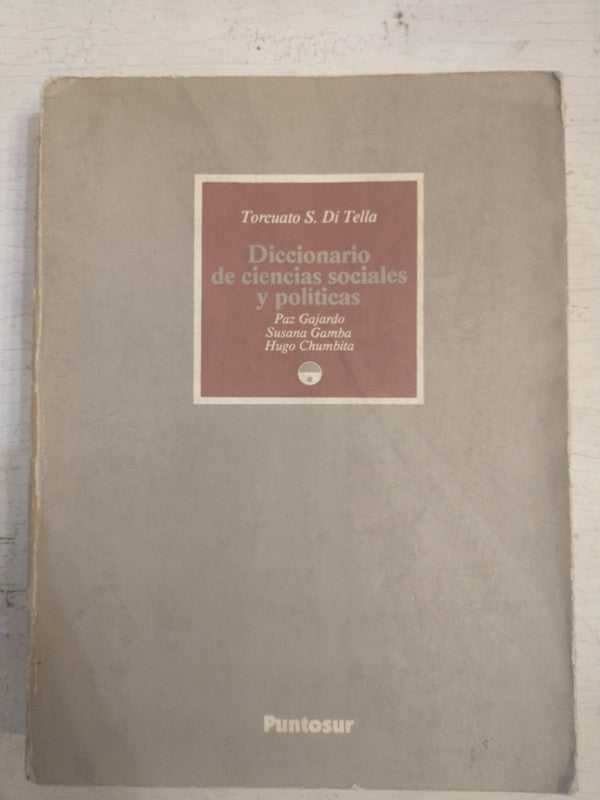 Torcuato S. Di Tella
Diccionario
de ciencias sociales
y políticas
Paz Gajardo
Susana Gamba
Hugo Chumbita
Puntosur